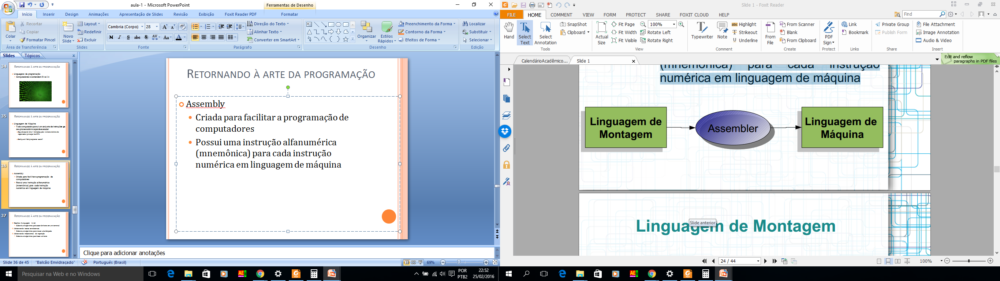 aula-1 - Microsoft PowerPoint
Ferramentas de Desenho
Início Inserir Design Animações Apresentação de Slides Revisão Exibição Foxit Reader PDF Formatar
Colar
Recortar
Copiar
Formatar Pincel
Área de Transferência
Novo
Slide
Layout
Redefinir
Excluir
Slides
Cambria (Corpo) 28
N I S abc AV Aa A
Fonte
Direção do Texto
Alinhar Texto
Converter em SmartArt
Parágrafo
Organizar
Estilos
Rápidos
Preenchimento da Forma
Contorno da Forma
Efeitos de Forma
Desenho
Localizar
Substituir
Selecionar
Edição
Slides Tópicos
34
RETORNANDO À ARTE DA PROGRAMAÇÃO
Linguagens de programação
Computadores só entendem 0's e 1's
35
RETORNANDO À ARTE DA PROGRAMAÇÃO
Linguagem de Máquina
36
RETORNANDO À ARTE DA PROGRAMAÇÃO
Assembly
Criada para facilitar a programação de
computadores
Possui uma instrução alfanumérica
(mnemônica) para cada instrução
numérica em linguagem de máquina
37
RETORNANDO À ARTE DA PROGRAMAÇÃO
RETORNANDO À ARTE DA PROGRAMAÇÃO
Assembly
Criada para facilitar a programação de
computadores
Possui uma instrução alfanumérica
(mnemônica) para cada instrução
numérica em linguagem de máquina
Clique para adicionar anotações
Slide 36 de 45 "Balcão Envidraçado" Português (Brasil) 69%
Pesquisar na Web e no Windows
POR
PTB2
22:52
25/02/2016
Slide 1 - Foxit Reader
FILE HOME COMMENT VIEW FORM PROTECT SHARE FOXIT CLOUD HELP
Find
Hand
Select
Text
Select
Annotation
SnapShot
Clipboard
Tools
Actual
Size
Fit Page
Fit Width
Fit Visible
100%
Rotate Left
Rotate Right
View
Typewriter
Note
Highlight
Strikeout
Underline
Comment
From
File
From Scanner
Blank
From Clipboard
Create
PDF
Sign
Protect
Link
Bookmark
Links
Private Group
Publish Form
Share
File Attachment
Image Annotation
Audio & Video
Insert
CalendárioAcadêmico...
Slide 1
Edit and reflow
paragraphs in PDF files
(mnemônica) para cada instrução
numérica em linguagem de máquina
Linguagem de
Montagem
Assembler
Linguagem de
Máquina
Linguagem de Montagem
Slide anterior
24 / 44
100%